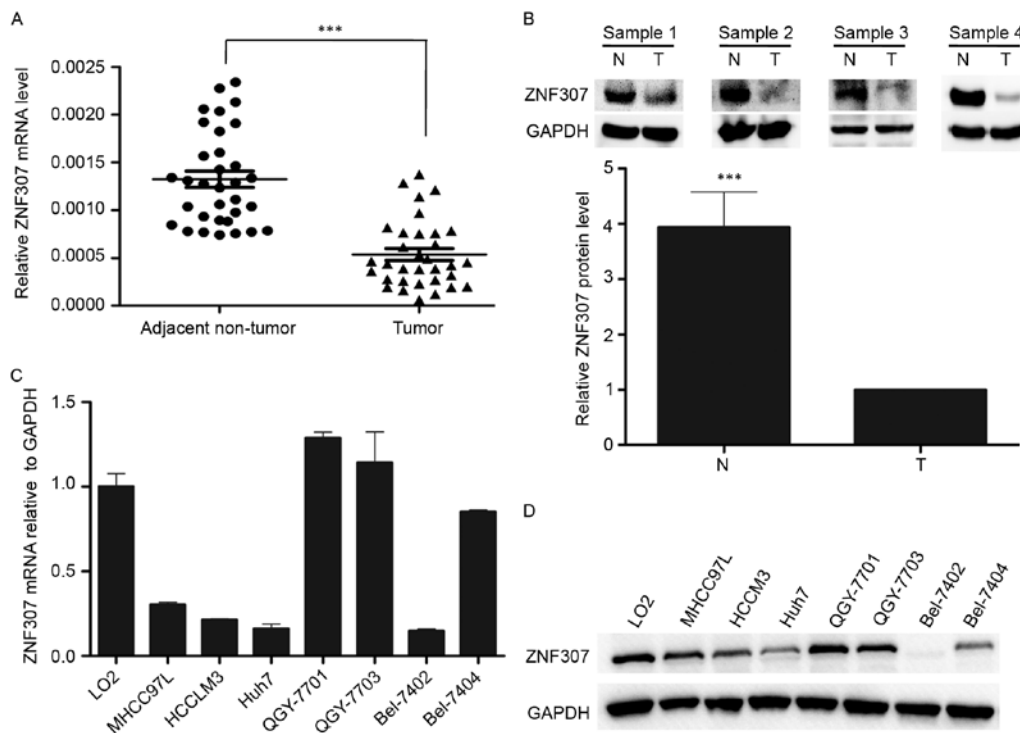 A
***
Relative ZNF307 mRNA level
0.0025
0.0020
0.0015
0.0010
0.0005
0.0000
Adjacent non-tumor
Tumor
B
Sample 1
Sample 2
Sample 3
Sample 4
N T N T N T N T
ZNF307
GAPDH
Relative ZNF307 protein level
5
4
3
2
1
0
***
N
T
C
ZNF307 mRNA relative to GAPDH
1.5
1.0
0.5
0.0
LO2
MHCC97L
HCCLM3
Huh7
QGY-7701
QGY-7703
Bel-7402
Bel-7404
D
LO2
MHCC97L
HCCM3
Huh7
QGY-7701
QGY-7703
Bel-7402
Bel-7404
ZNF307
GAPDH